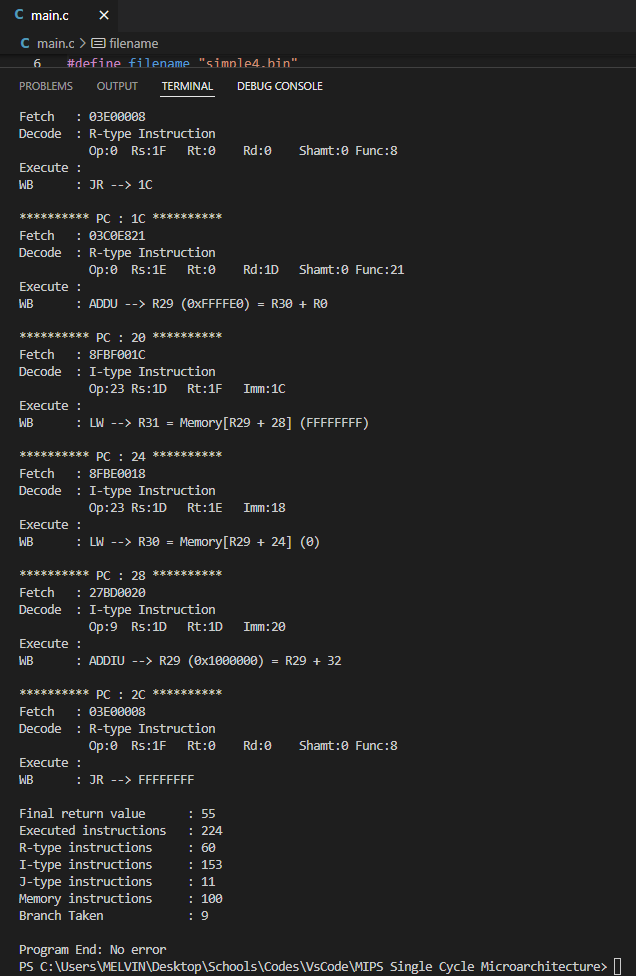 C main.c ×
C main.c > filename
6 #define filename "simple4.bin"
PROBLEMS OUTPUT TERMINAL DEBUG CONSOLE
Fetch : 03E00008
Decode : R-type Instruction
Op:0 Rs:1F Rt:0 Rd:0 Shamt:0 Func:8
Execute :
WB : JR --> 1C
********** PC : 1C **********
Fetch : 03C0E821
Decode : R-type Instruction
Op:0 Rs:1E Rt:0 Rd:1D Shamt:0 Func:21
Execute :
WB : ADDU --> R29 (0xFFFFE0) = R30 + R0
********** PC : 20 **********
Fetch : 8FBF001C
Decode : I-type Instruction
Op:23 Rs:1D Rt:1F Imm:1C
Execute :
WB : LW --> R31 = Memory[R29 + 28] (FFFFFFFF)
********** PC : 24 **********
Fetch : 8FBE0018
Decode : I-type Instruction
Op:23 Rs:1D Rt:1E Imm:18
Execute :
WB : LW --> R30 = Memory[R29 + 24] (0)
********** PC : 28 **********
Fetch : 27BD0020
Decode : I-type Instruction
Op:9 Rs:1D Rt:1D Imm:20
Execute :
WB : ADDIU --> R29 (0x1000000) = R29 + 32
********** PC : 2C **********
Fetch : 03E00008
Decode : R-type Instruction
Op:0 Rs:1F Rt:0 Rd:0 Shamt:0 Func:8
Execute :
WB : JR --> FFFFFFFF
Final return value : 55
Executed instructions : 224
R-type instructions : 60
I-type instructions : 153
J-type instructions : 11
Memory instructions : 100
Branch Taken : 9
Program End: No error
PS C:\Users\MELVIN\Desktop\Schools\Codes\VsCode\MIPS Single Cycle Microarchitecture>